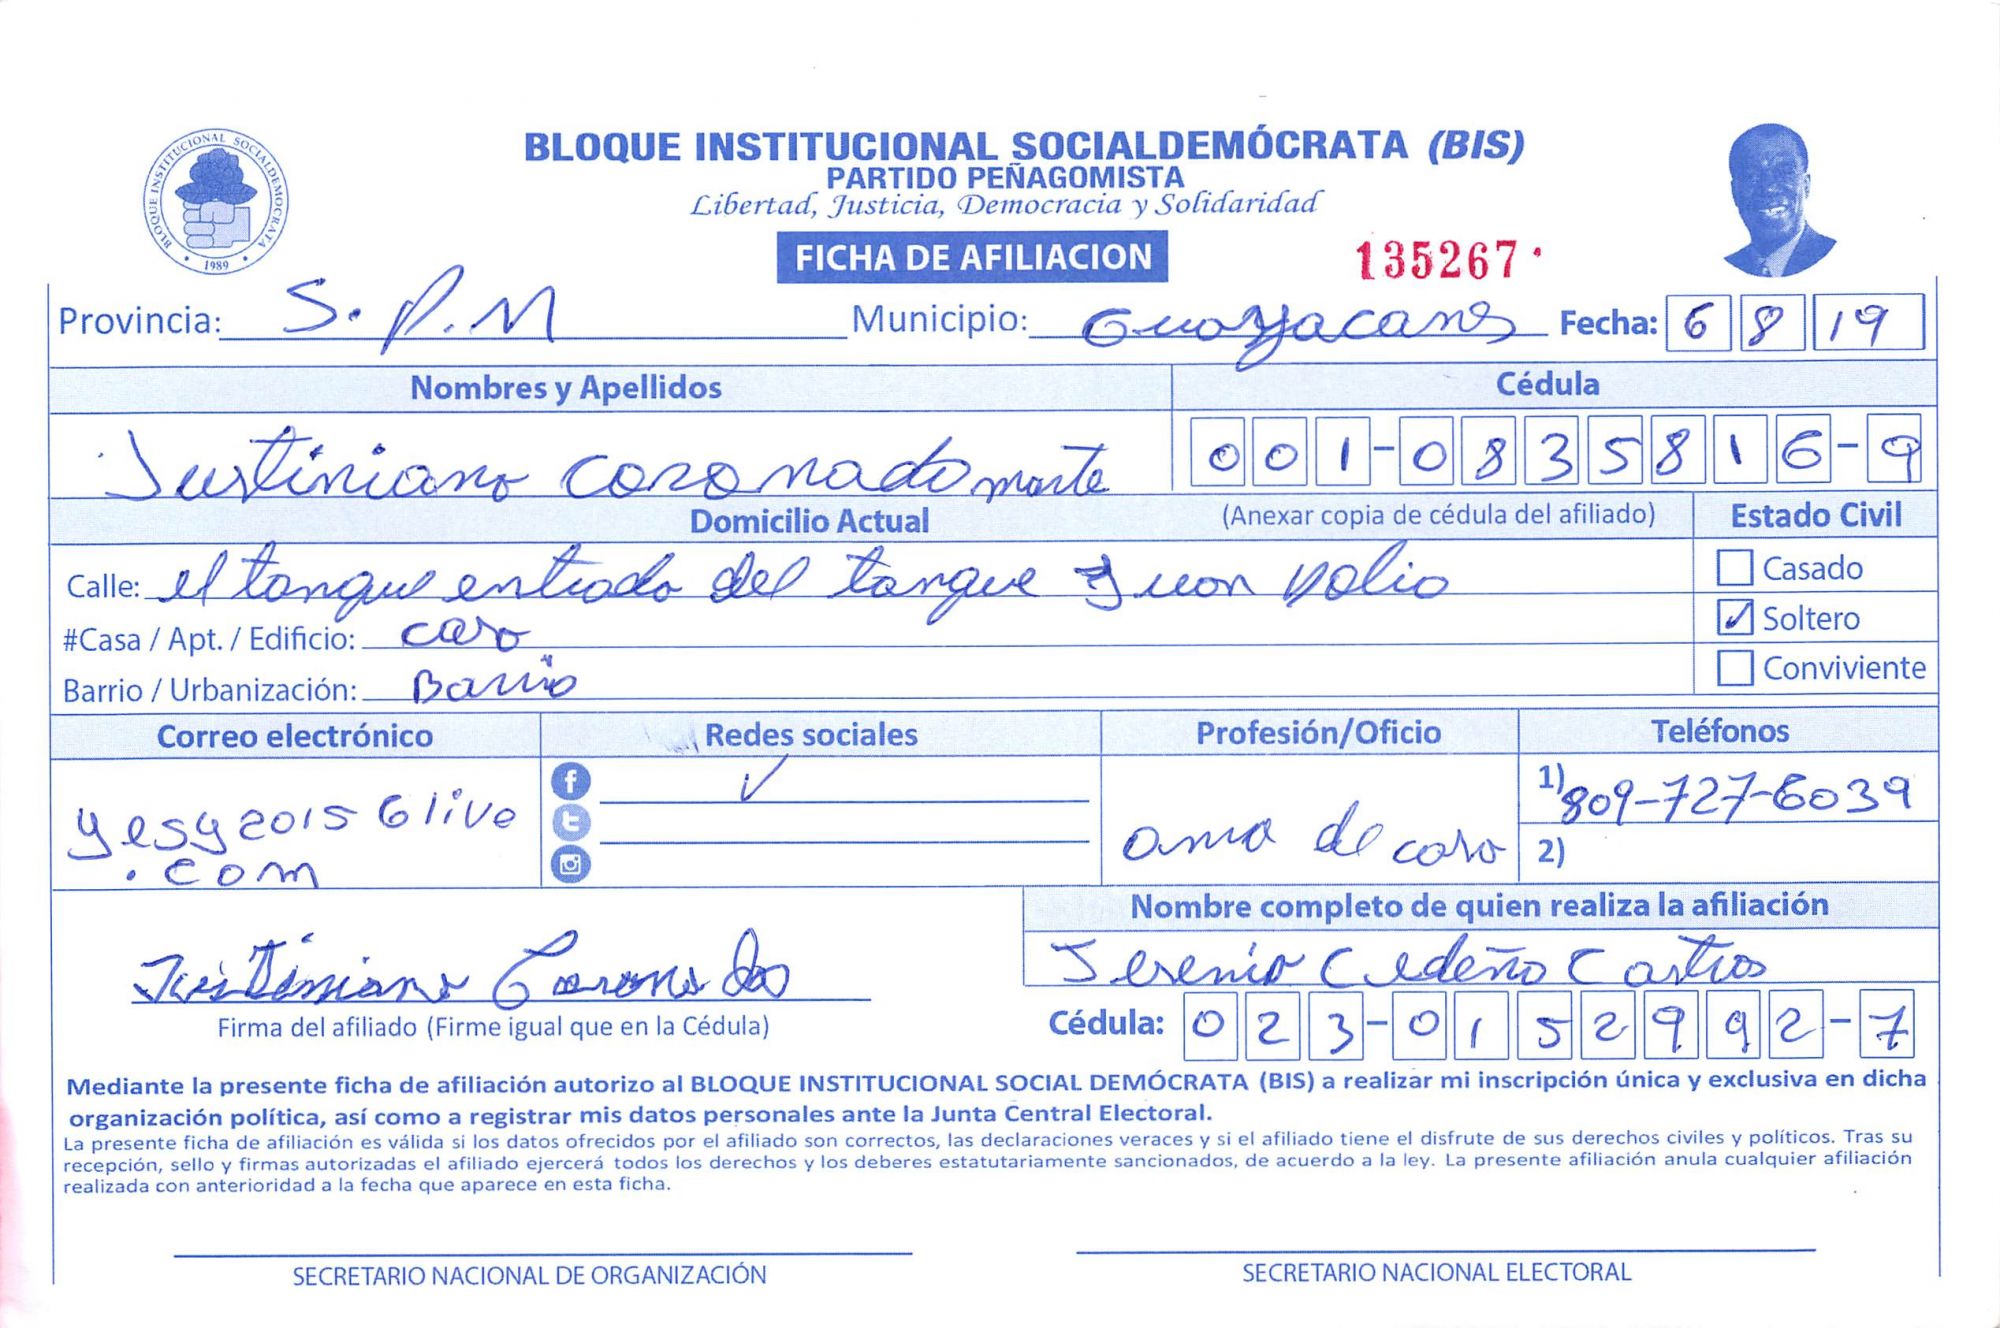 BLOQUE INSTITUCIONAL SOCIALDEMOCRATA
1989
BLOQUE INSTITUCIONAL SOCIALDEMÓCRATA (BIS)
PARTIDO PEÑAGOMISTA
Libertad, Justicia, Democracia y Solidaridad
FICHA DE AFILIACION
135267
Provincia: S.P.M Municipio: Guayacanes Fecha: 6 8 19
Nombres y Apellidos Cédula
Justiniano coronado marte 001-0835816-9
Domicilio Actual (Anexar copia de cédula del afiliado) Estado Civil
Calle: el tanque entrada del tanque Juan dolio Casado
#Casa / Apt. / Edificio: casa Soltero
Barrio / Urbanización: Barrio Conviviente
Correo electrónico Redes sociales Profesión/Oficio Teléfonos
yesy2015 @live 1) 809-727-6039
.com ama de casa 2)
Nombre completo de quien realiza la afiliación
Justiniano Coronado Cedeño Castro
Firma del afiliado (Firme igual que en la Cédula) Cédula: 023-0152992-7
Mediante la presente ficha de afiliación autorizo al BLOQUE INSTITUCIONAL SOCIAL DEMÓCRATA (BIS) a realizar mi inscripción única y exclusiva en dicha
organización política, así como a registrar mis datos personales ante la Junta Central Electoral.
La presente ficha de afiliación es válida si los datos ofrecidos por el afiliado son correctos, las declaraciones veraces y si el afiliado tiene el disfrute de sus derechos civiles y políticos. Tras su
recepción, sello y firmas autorizadas el afiliado ejercerá todos los derechos y los deberes estatutariamente sancionados, de acuerdo a la ley. La presente afiliación anula cualquier afiliación
realizada con anterioridad a la fecha que aparece en esta ficha.
SECRETARIO NACIONAL DE ORGANIZACIÓN SECRETARIO NACIONAL ELECTORAL